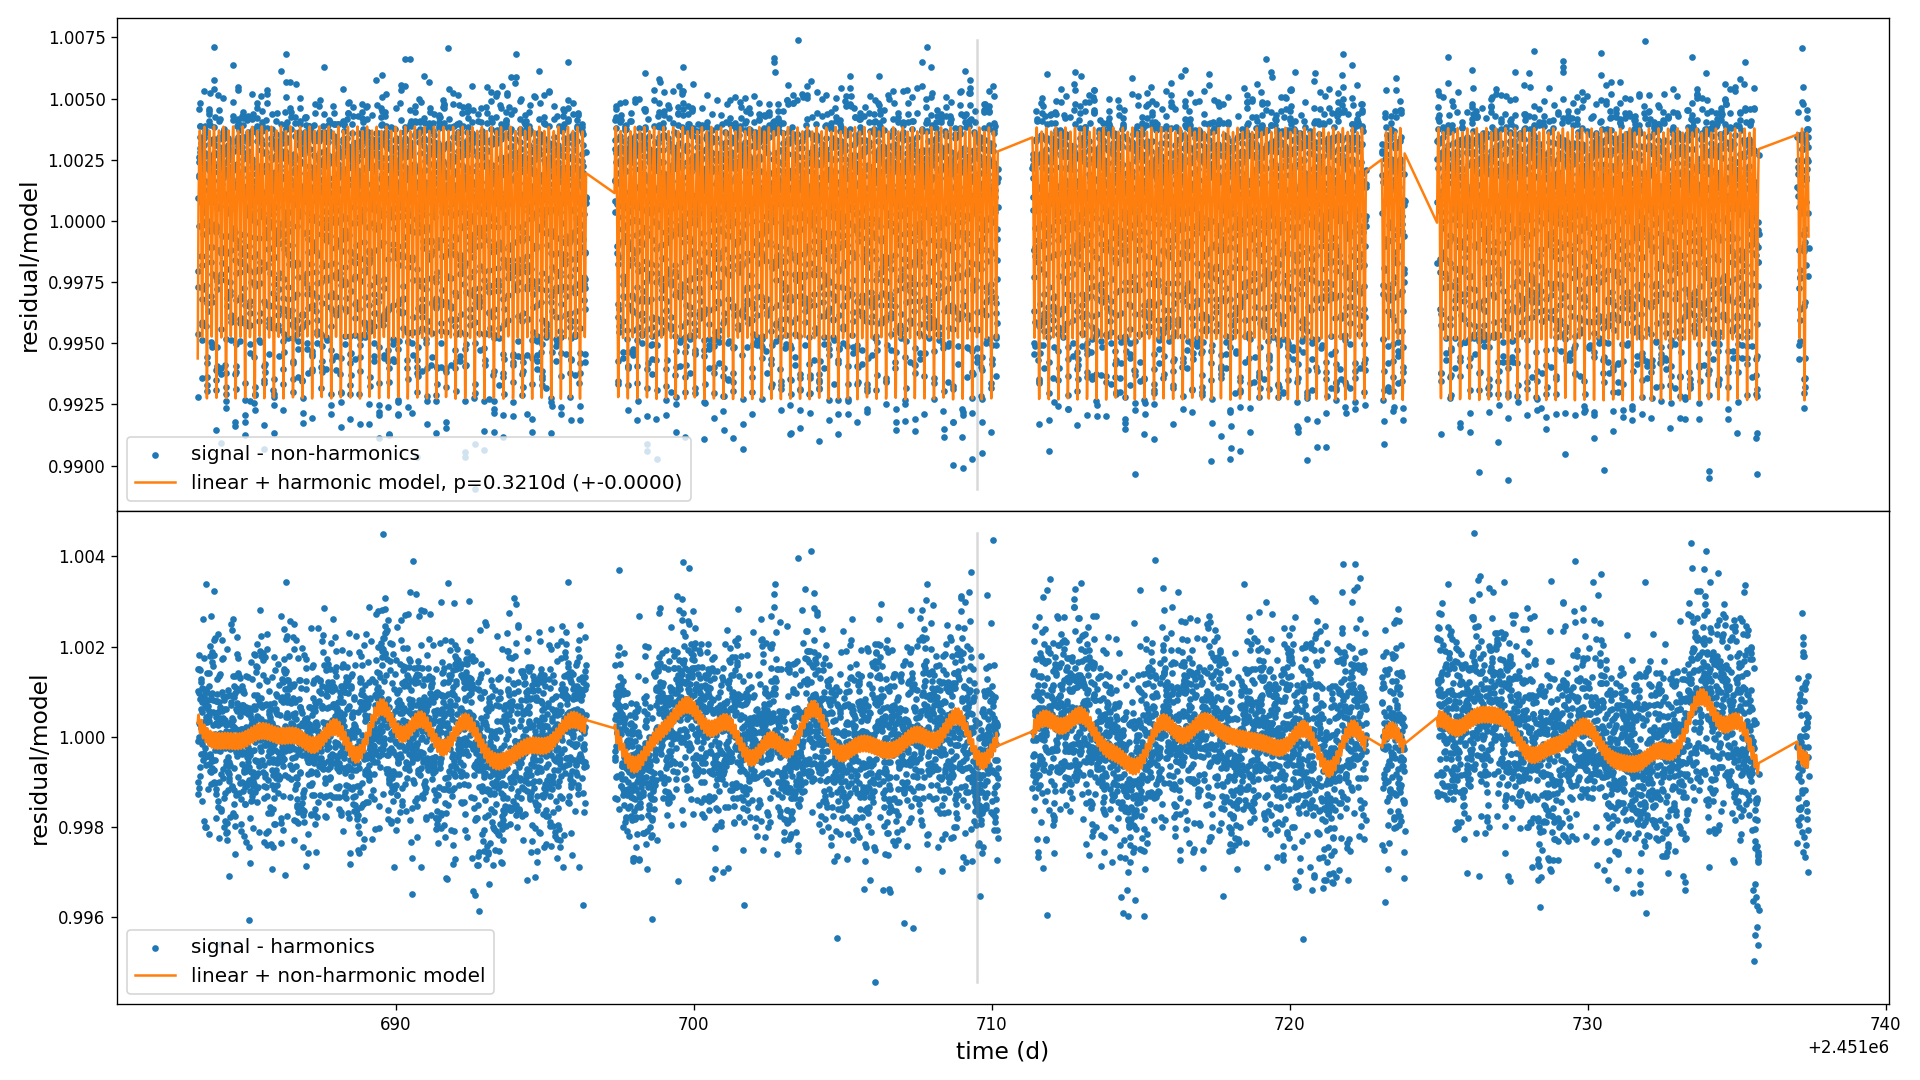 1.0075
1.0050
1.0025
1.0000
0.9975
0.9950
0.9925
0.9900
residual/model
signal - non-harmonics
linear + harmonic model, p=0.3210d (+-0.0000)
1.004
1.002
1.000
0.998
0.996
residual/model
signal - harmonics
linear + non-harmonic model
690 700 710 720 730 740
time (d)
+2.451e6